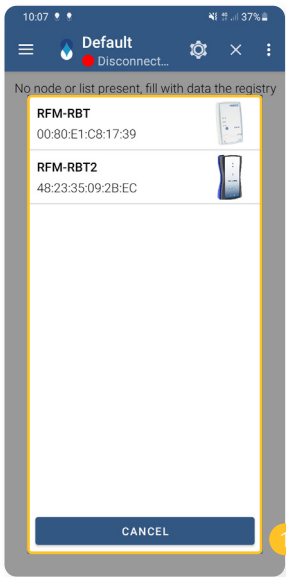 10:07 37%
Default
Disconnect...
No node or list present, fill with data the registry
RFM-RBT
00:80:E1:C8:17:39
RFM-RBT2
48:23:35:09:2B:EC
CANCEL